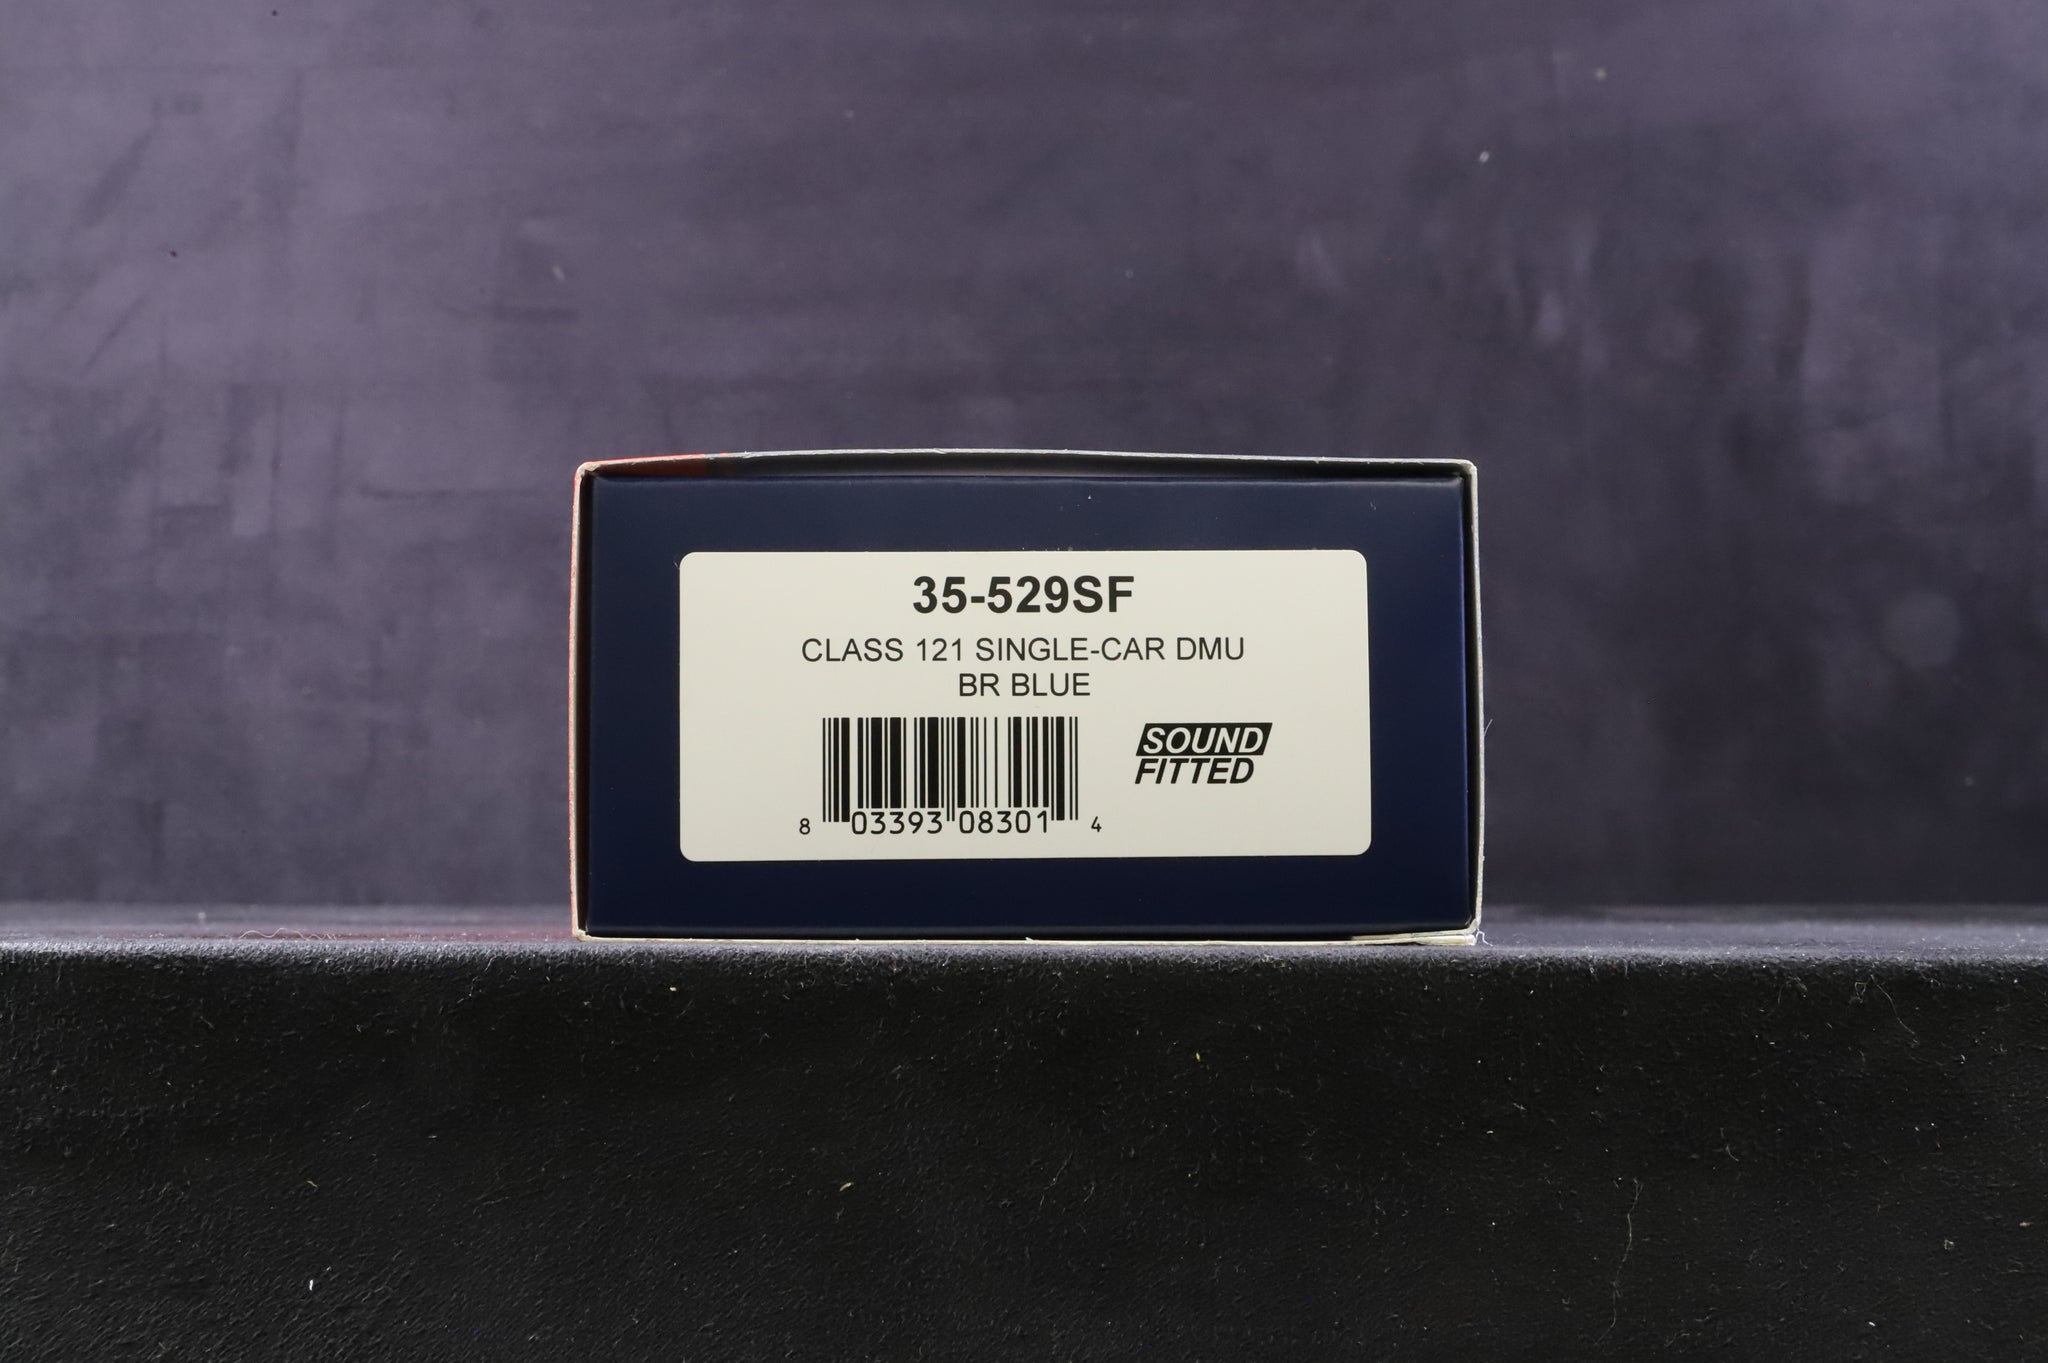 35-529SF
CLASS 121 SINGLE-CAR DMU
BR BLUE
SOUND
FITTED
8 03393 08301 4